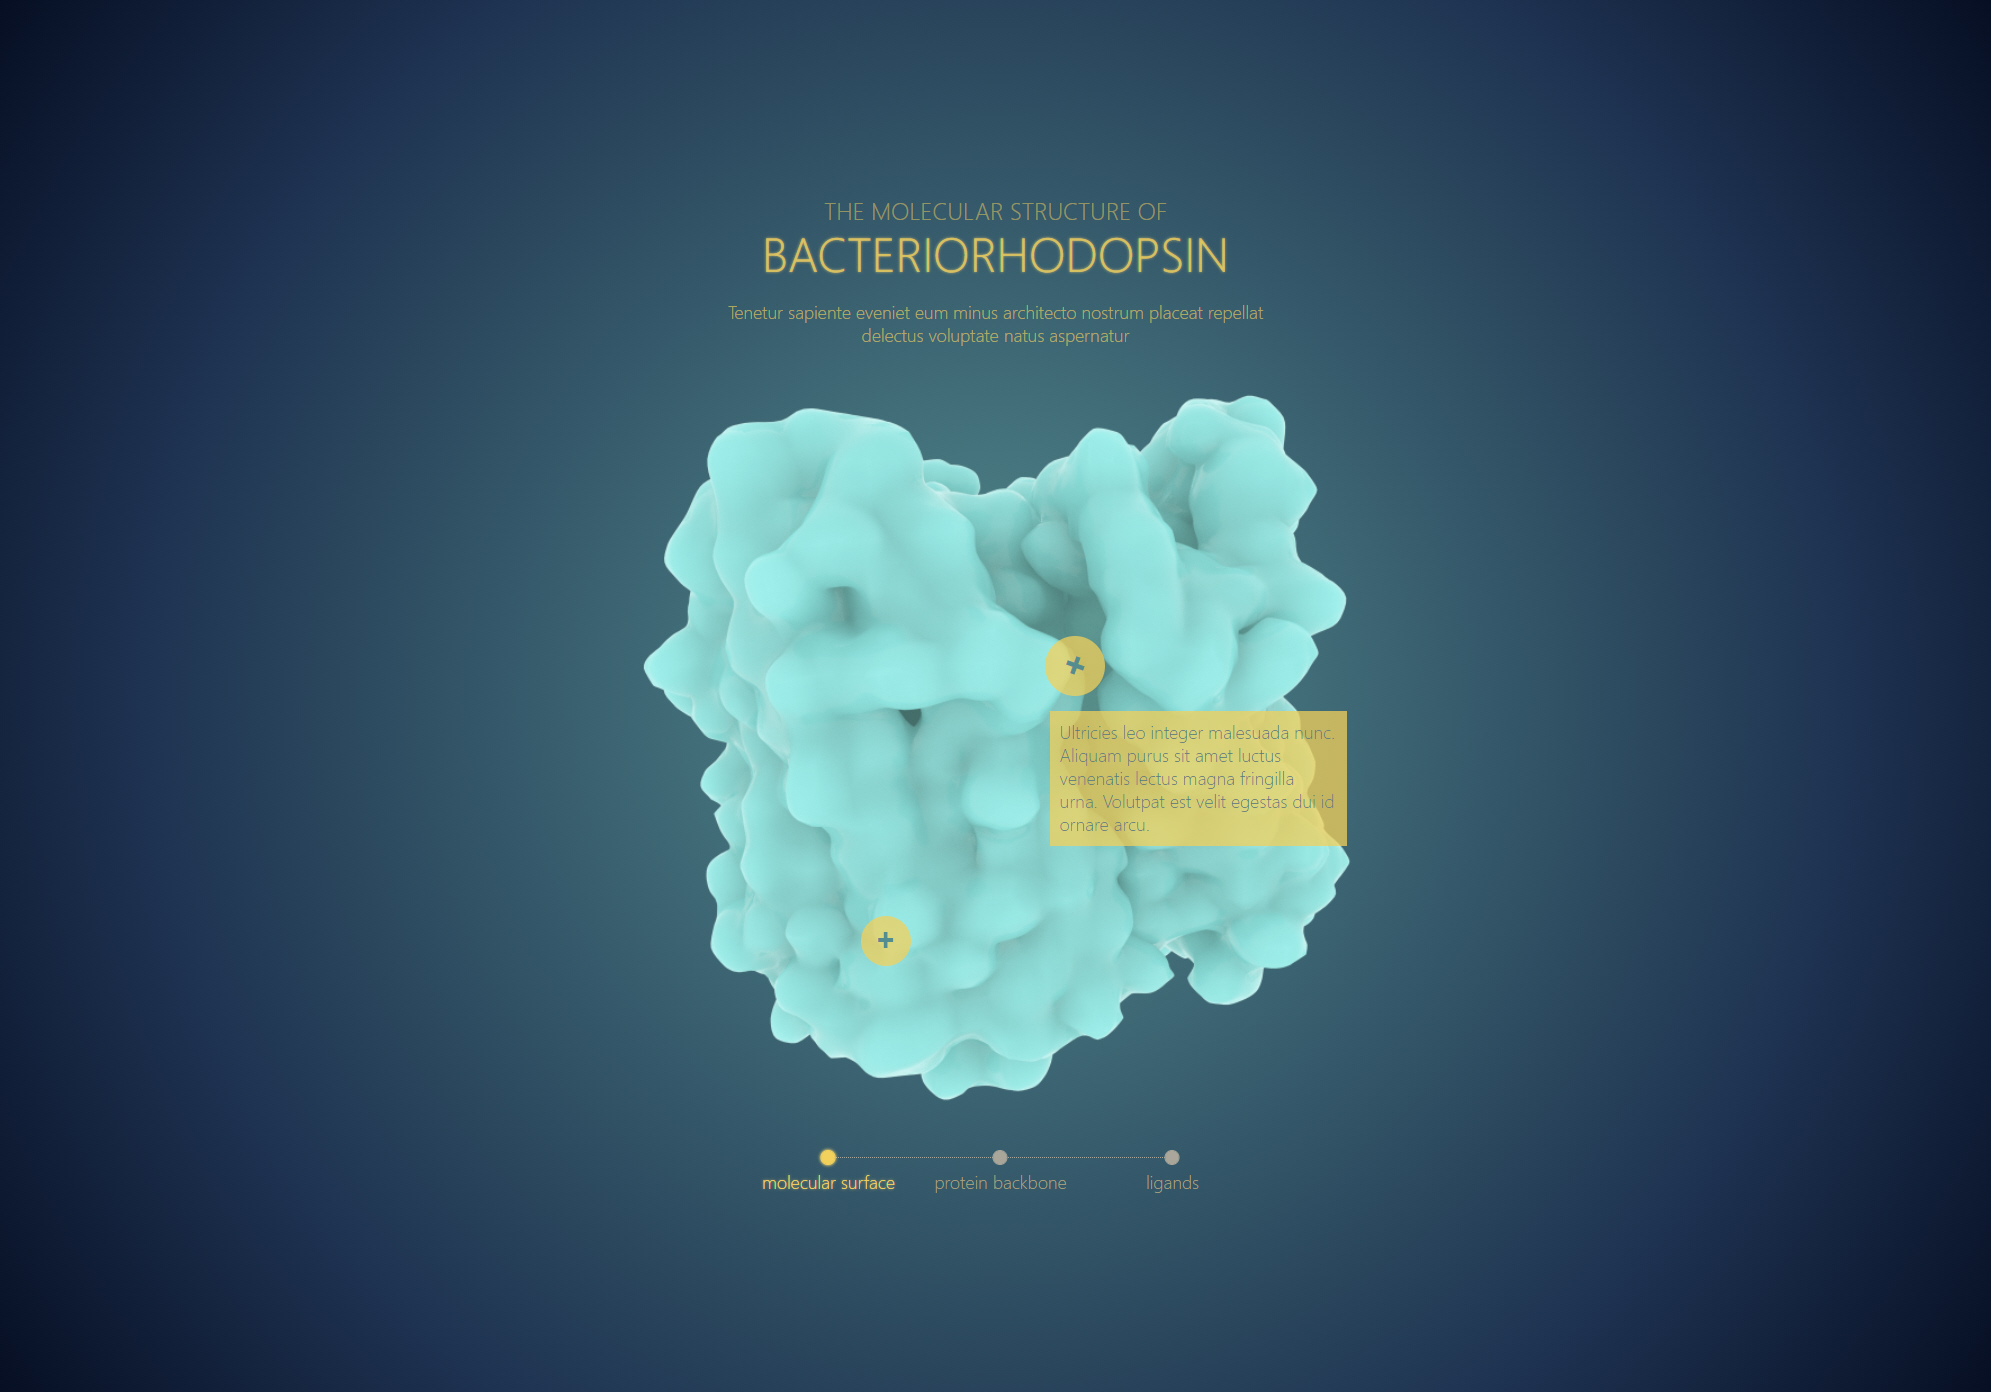 THE MOLECULAR STRUCTURE OF
BACTERIORHODOPSIN
Tenetur sapiente eveniet eum minus architecto nostrum placeat repellat
delectus voluptate natus aspernatur
Ultricies leo integer malesuada nunc.
Aliquam purus sit amet luctus
venenatis lectus magna fringilla
urna. Volutpat est velit egestas dui id
ornare arcu.
molecular surface
protein backbone
ligands